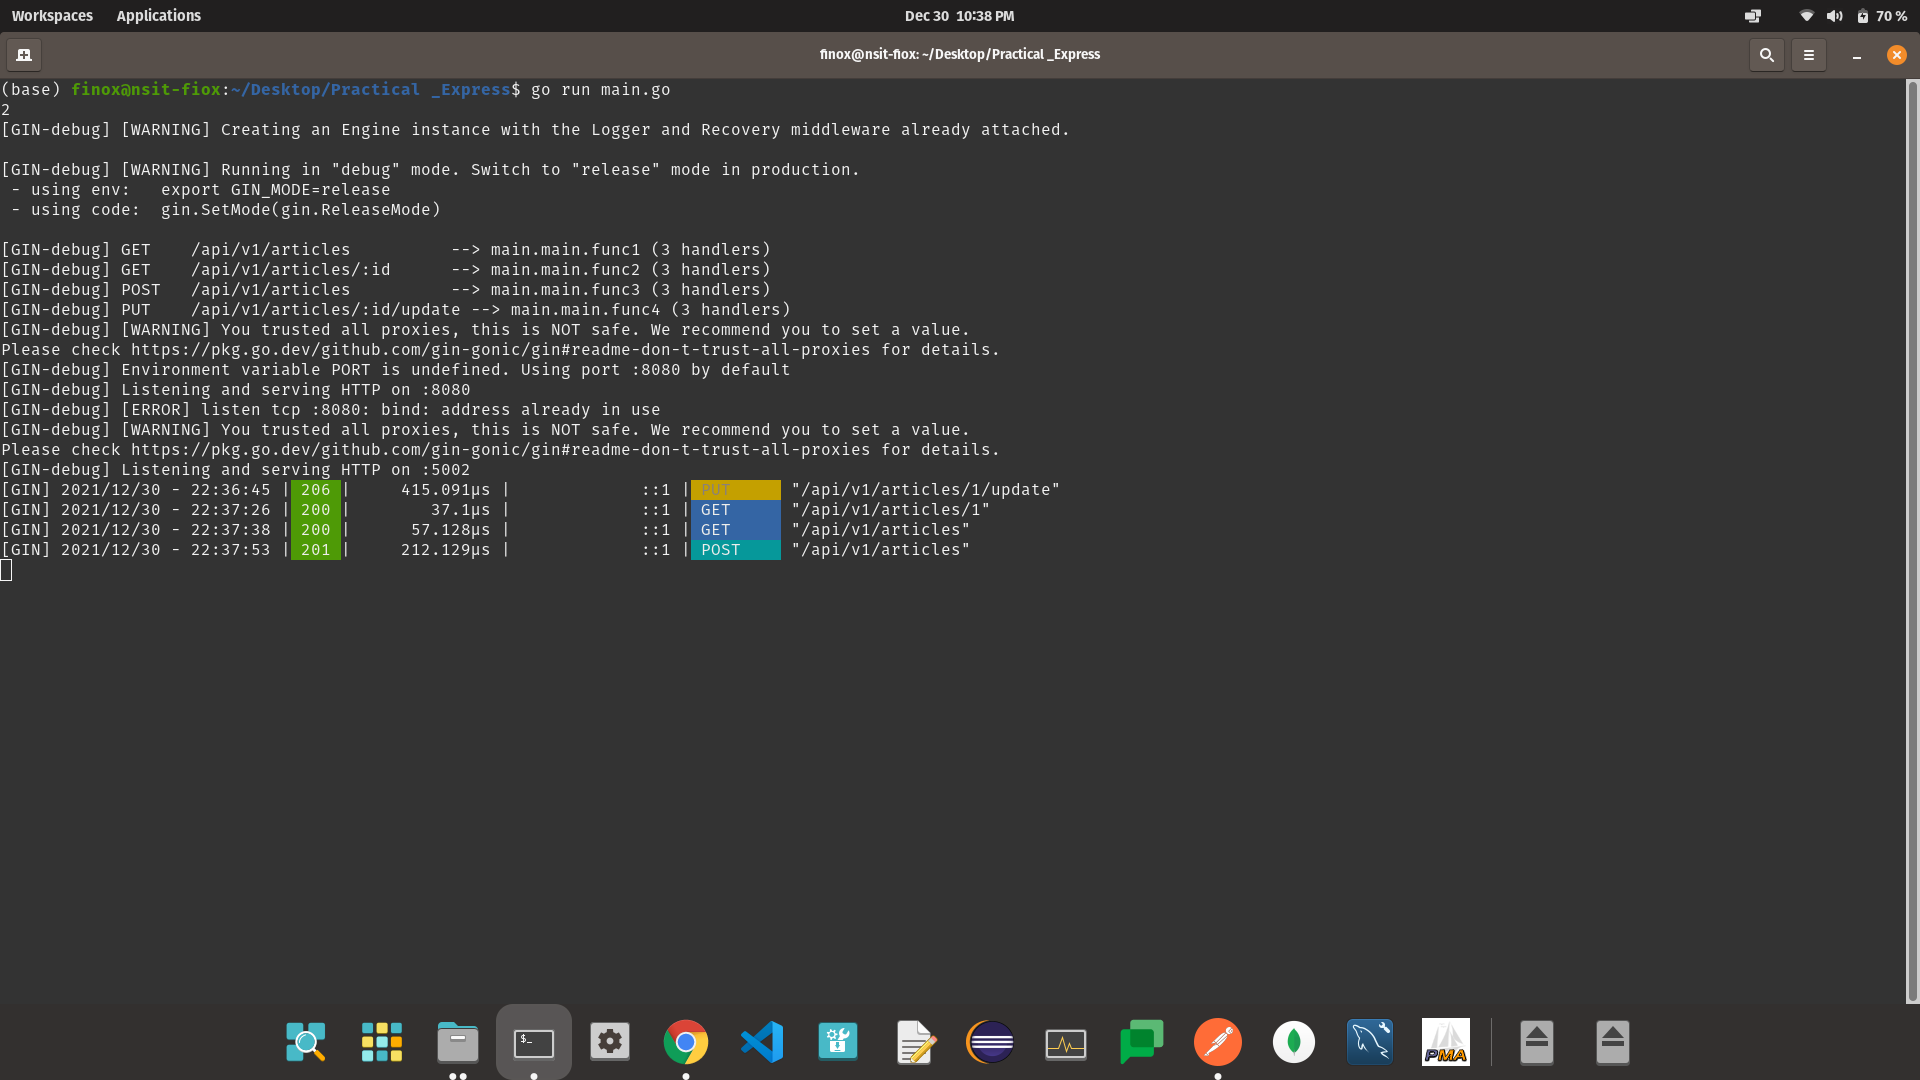 Workspaces Applications Dec 30 10:38 PM 70 %
finox@nsit-fiox: ~/Desktop/Practical _Express
(base) finox@nsit-fiox:~/Desktop/Practical _Express$ go run main.go
2
[GIN-debug] [WARNING] Creating an Engine instance with the Logger and Recovery middleware already attached.
[GIN-debug] [WARNING] Running in "debug" mode. Switch to "release" mode in production.
- using env:   export GIN_MODE=release
- using code:  gin.SetMode(gin.ReleaseMode)
[GIN-debug] GET    /api/v1/articles          --> main.main.func1 (3 handlers)
[GIN-debug] GET    /api/v1/articles/:id      --> main.main.func2 (3 handlers)
[GIN-debug] POST   /api/v1/articles          --> main.main.func3 (3 handlers)
[GIN-debug] PUT    /api/v1/articles/:id/update --> main.main.func4 (3 handlers)
[GIN-debug] [WARNING] You trusted all proxies, this is NOT safe. We recommend you to set a value.
Please check https://pkg.go.dev/github.com/gin-gonic/gin#readme-don-t-trust-all-proxies for details.
[GIN-debug] Environment variable PORT is undefined. Using port :8080 by default
[GIN-debug] Listening and serving HTTP on :8080
[GIN-debug] [ERROR] listen tcp :8080: bind: address already in use
[GIN-debug] [WARNING] You trusted all proxies, this is NOT safe. We recommend you to set a value.
Please check https://pkg.go.dev/github.com/gin-gonic/gin#readme-don-t-trust-all-proxies for details.
[GIN-debug] Listening and serving HTTP on :5002
[GIN] 2021/12/30 - 22:36:45 | 206 |     415.091µs |             ::1 | PUT      "/api/v1/articles/1/update"
[GIN] 2021/12/30 - 22:37:26 | 200 |        37.1µs |             ::1 | GET      "/api/v1/articles/1"
[GIN] 2021/12/30 - 22:37:38 | 200 |      57.128µs |             ::1 | GET      "/api/v1/articles"
[GIN] 2021/12/30 - 22:37:53 | 201 |     212.129µs |             ::1 | POST     "/api/v1/articles"
$_
PMA